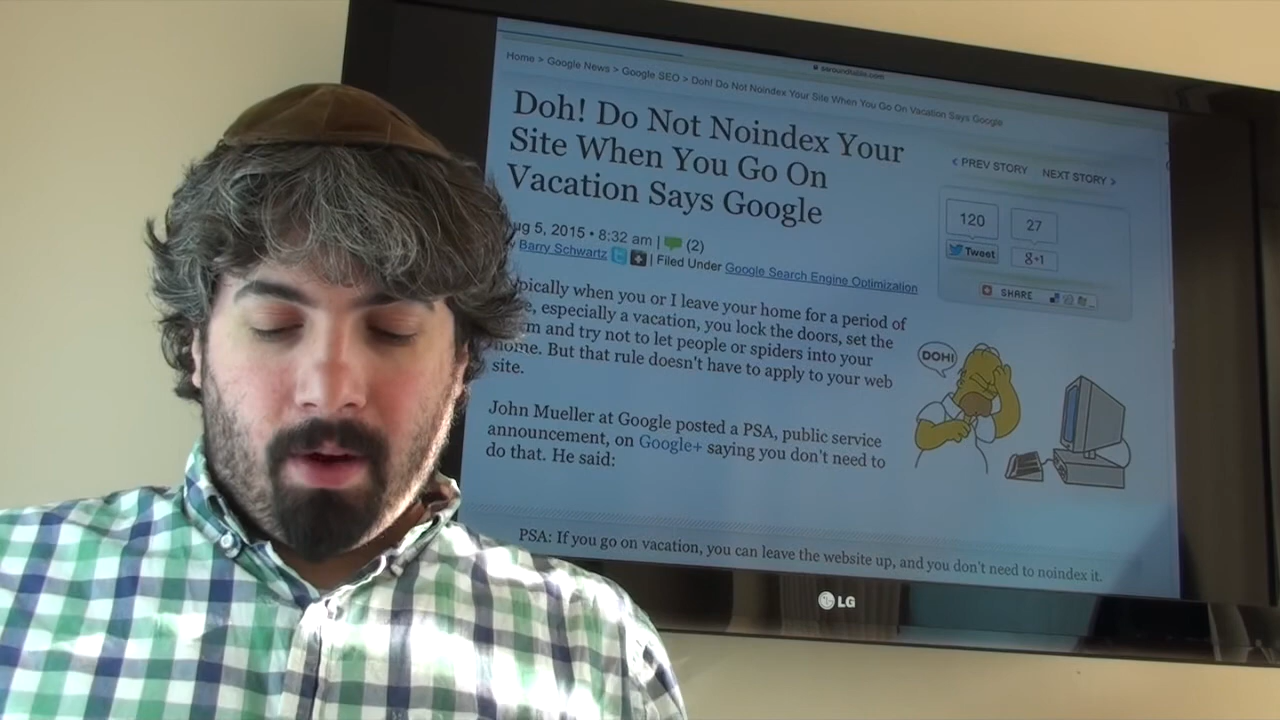 seroundtable.com
Home > Google News > Google SEO > Doh! Do Not Noindex Your Site When You Go On Vacation Says Google
Doh! Do Not Noindex Your
Site When You Go On
Vacation Says Google
< PREV STORY NEXT STORY >
120 27
Tweet +1
SHARE
ug 5, 2015 • 8:32 am | (2)
Barry Schwartz | Filed Under Google Search Engine Optimization
pically when you or I leave your home for a period of
e, especially a vacation, you lock the doors, set the
m and try not to let people or spiders into your
home. But that rule doesn't have to apply to your web
site.
DOH!
John Mueller at Google posted a PSA, public service
announcement, on Google+ saying you don't need to
do that. He said:
PSA: If you go on vacation, you can leave the website up, and you don't need to noindex it.
LG